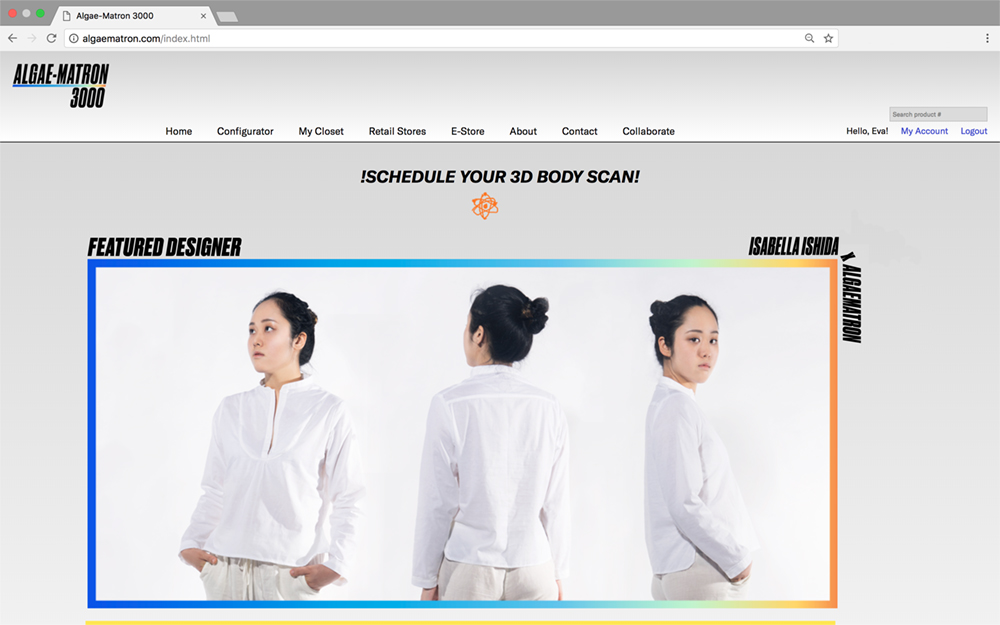 Algae-Matron 3000
algaematron.com/index.html
ALGAE-MATRON
3000
Search product #
Home Configurator My Closet Retail Stores E-Store About Contact Collaborate
Hello, Eva! My Account Logout
!SCHEDULE YOUR 3D BODY SCAN!
FEATURED DESIGNER
ISABELLA ISHIDA
X ALGAEMATRON